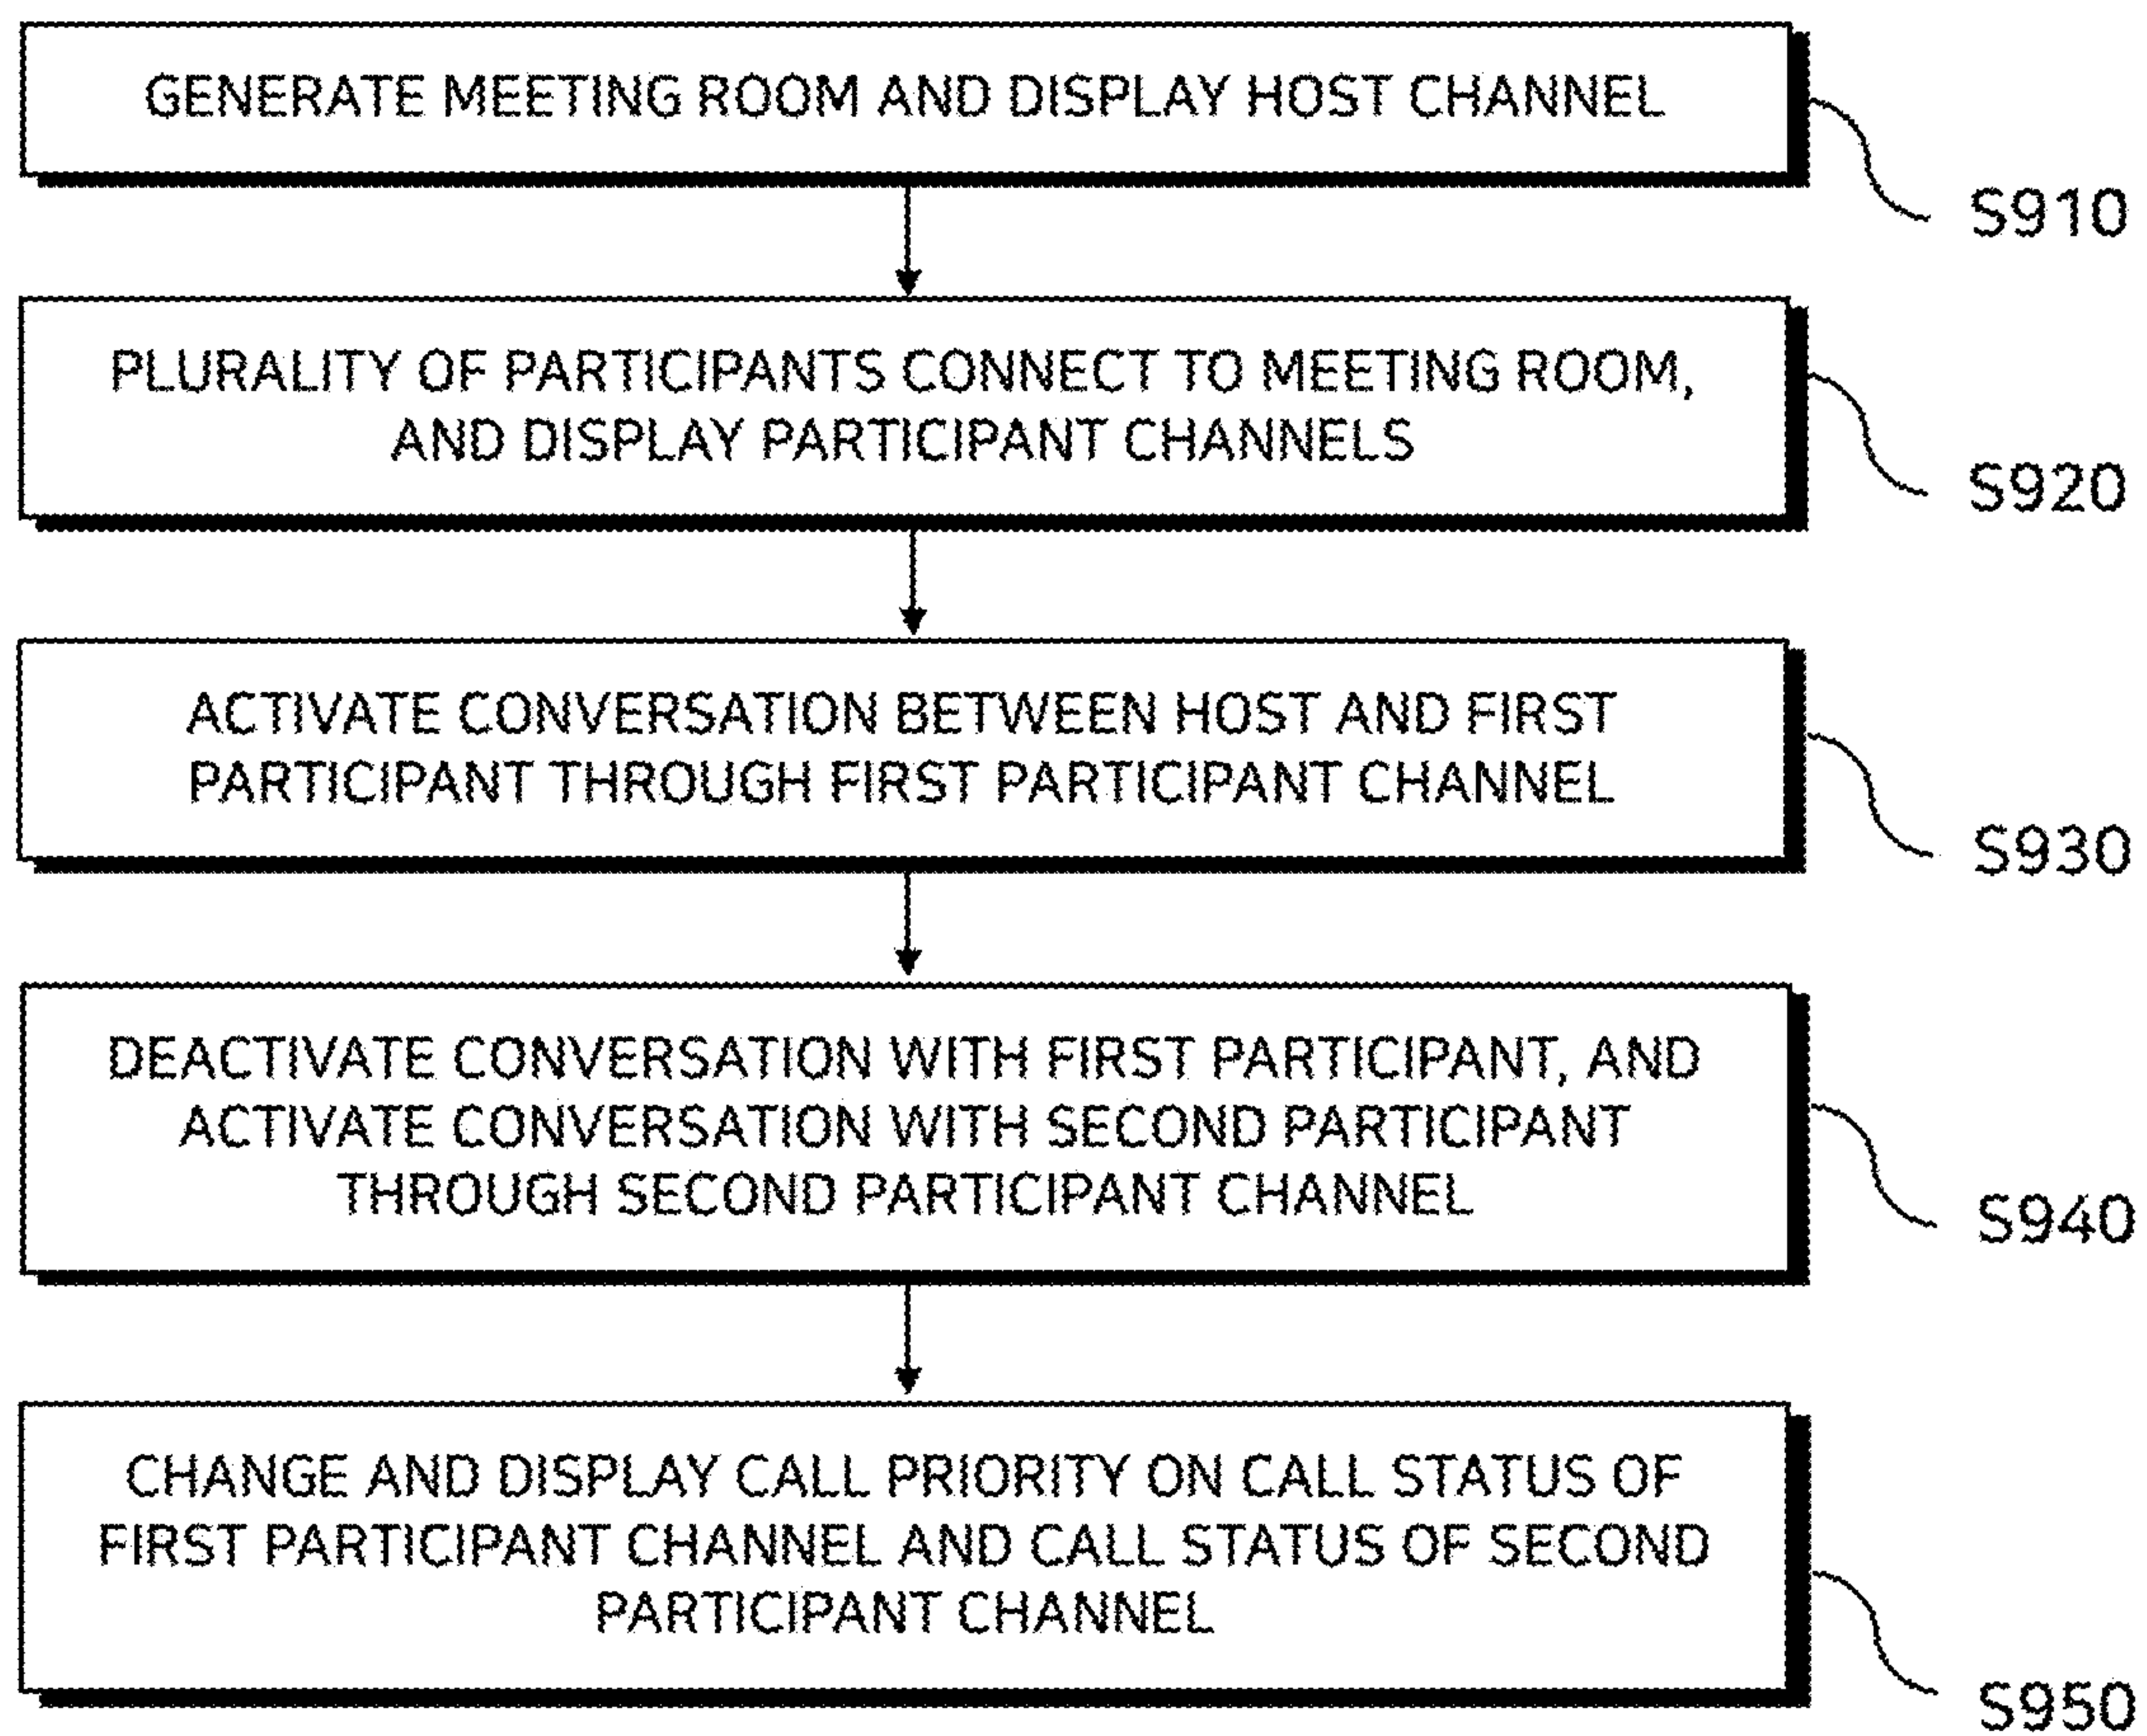 GENERATE MEETING ROOM AND DISPLAY HOST CHANNEL
S910
PLURALITY OF PARTICIPANTS CONNECT TO MEETING ROOM,
AND DISPLAY PARTICIPANT CHANNELS
S920
ACTIVATE CONVERSATION BETWEEN HOST AND FIRST
PARTICIPANT THROUGH FIRST PARTICIPANT CHANNEL
S930
DEACTIVATE CONVERSATION WITH FIRST PARTICIPANT, AND
ACTIVATE CONVERSATION WITH SECOND PARTICIPANT
THROUGH SECOND PARTICIPANT CHANNEL
S940
CHANGE AND DISPLAY CALL PRIORITY ON CALL STATUS OF
FIRST PARTICIPANT CHANNEL AND CALL STATUS OF SECOND
PARTICIPANT CHANNEL
S950